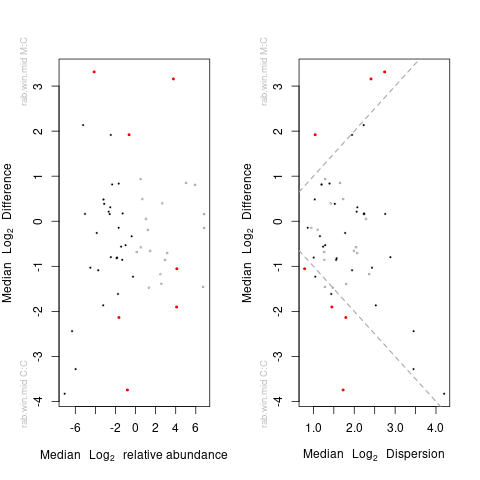 rab.win.mid M:C
rab.win.mid C:C
Median Log2 Difference
3
2
1
0
-1
-2
-3
-4
-6 -2 0 2 4 6
Median Log2 relative abundance
rab.win.mid M:C
rab.win.mid C:C
Median Log2 Difference
3
2
1
0
-1
-2
-3
-4
1.0 2.0 3.0 4.0
Median Log2 Dispersion